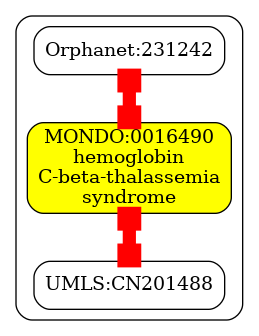 Orphanet:231242
MONDO:0016490
hemoglobin
C-beta-thalassemia
syndrome
UMLS:CN201488